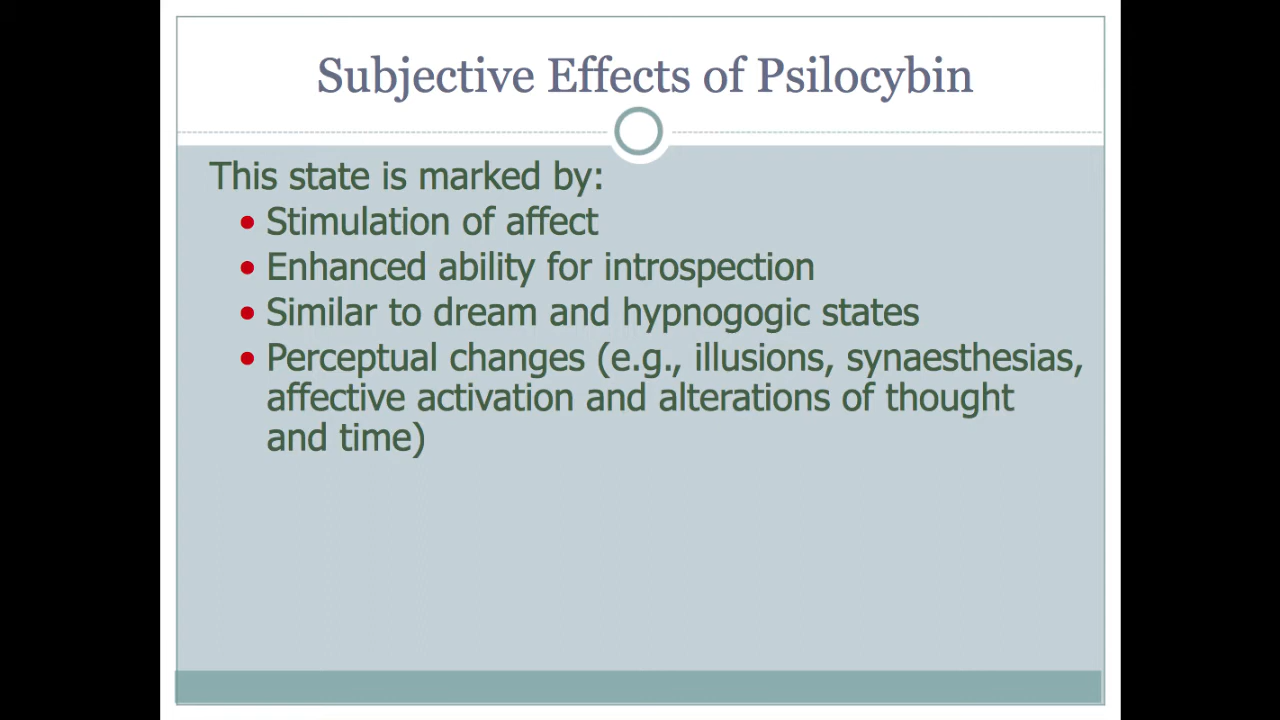 Subjective Effects of Psilocybin
This state is marked by:
• Stimulation of affect
• Enhanced ability for introspection
• Similar to dream and hypnogogic states
• Perceptual changes (e.g., illusions, synaesthesias,
affective activation and alterations of thought
and time)